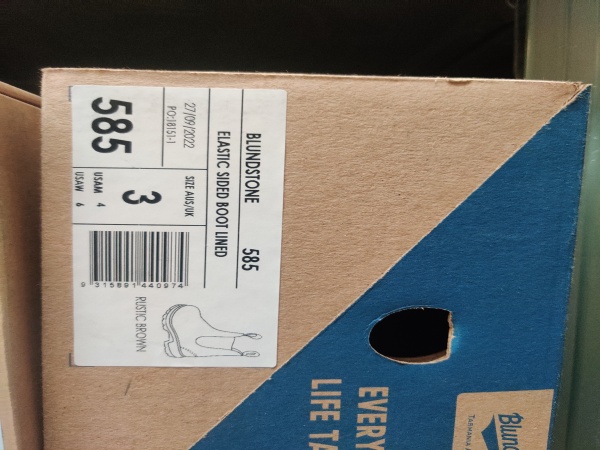 BLUNDSTONE 585
ELASTIC SIDED BOOT LINED
27/09/2022
PO:18151-1
585
SIZE AUS/UK
3
USAM 4
USAW 6
9 315891 440974
RUSTIC BROWN
EVERY
LIFE TA
Blund
TASMANIA A